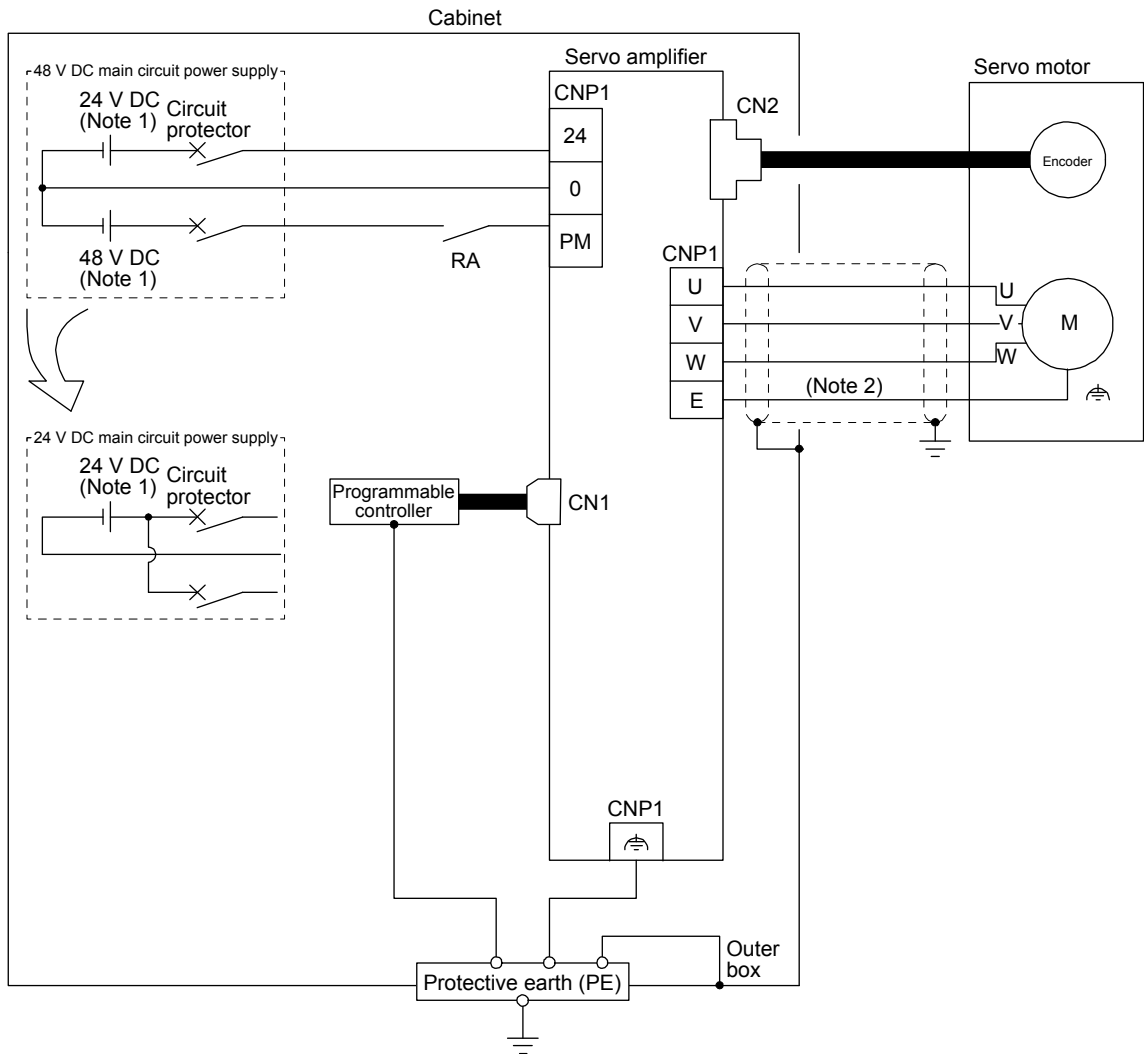 Cabinet
Servo amplifier
Servo motor
48 V DC main circuit power supply
24 V DC
(Note 1)
Circuit
protector
48 V DC
(Note 1)
RA
CNP1
24
0
PM
CN2
Encoder
CNP1
U
V
W
E
U
V
W
M
(Note 2)
24 V DC main circuit power supply
24 V DC
(Note 1)
Circuit
protector
Programmable
controller
CN1
CNP1
Outer
box
Protective earth (PE)